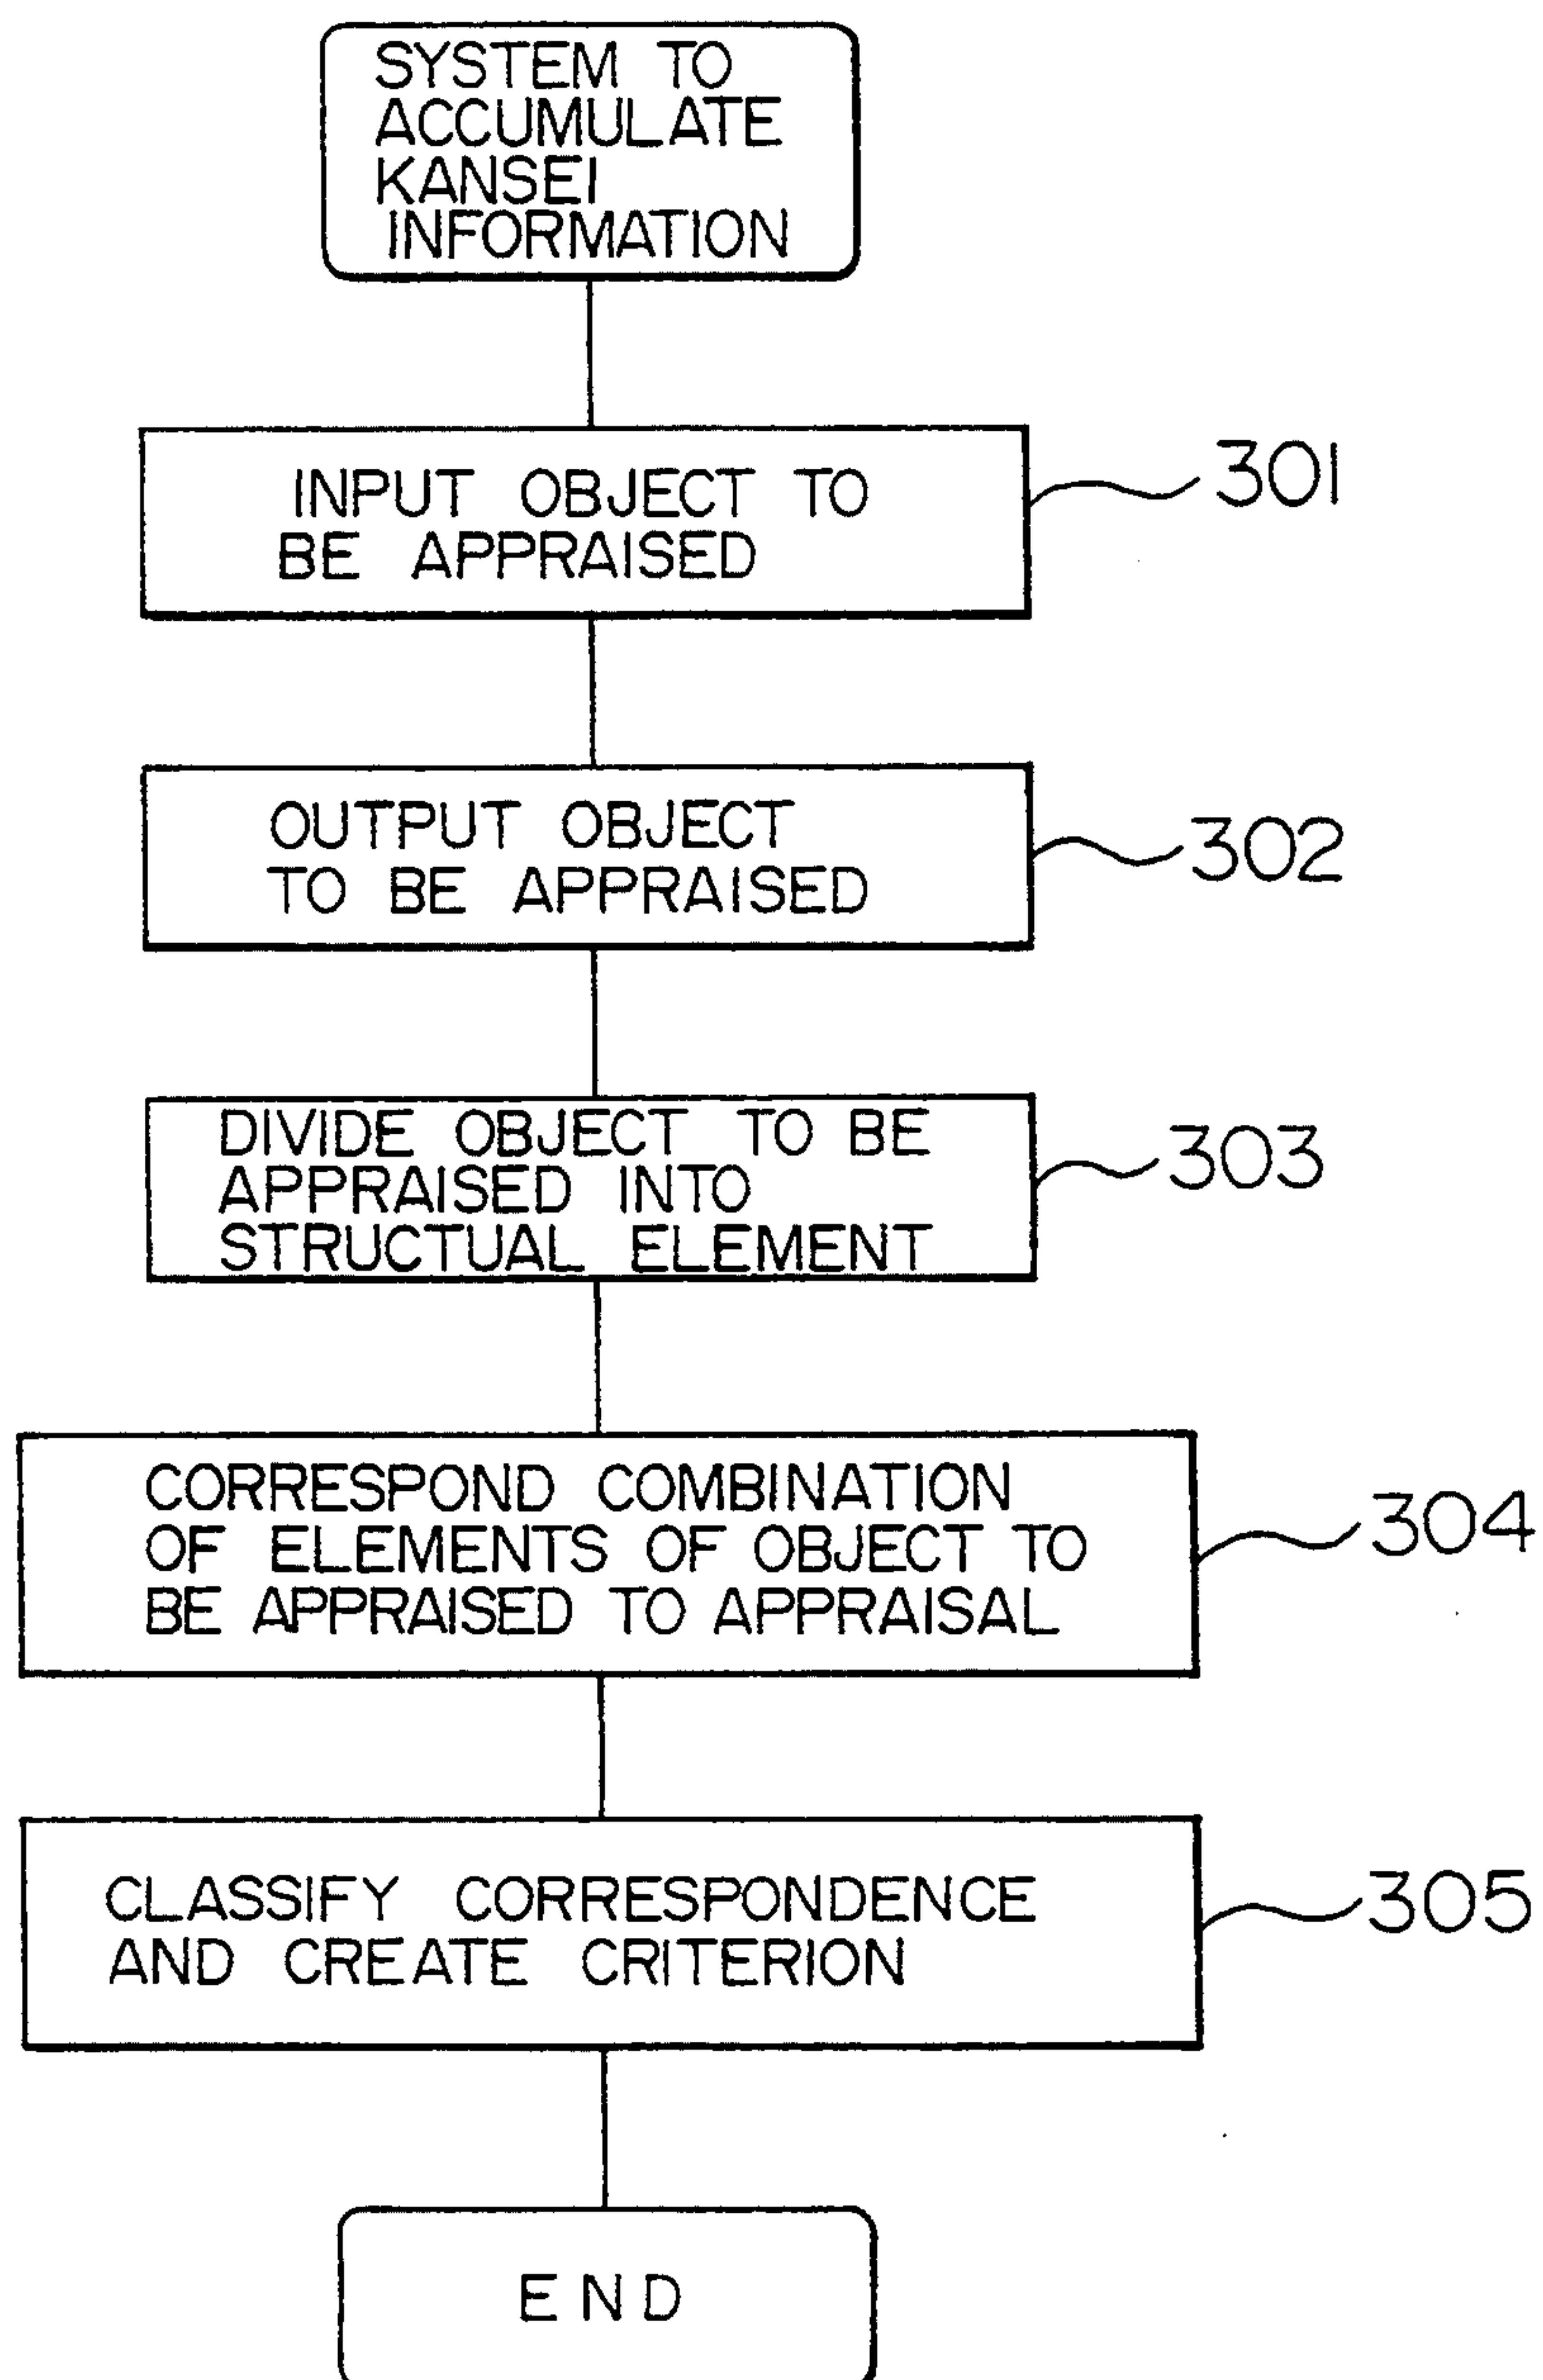 SYSTEM TO
ACCUMULATE
KANSEI
INFORMATION
INPUT OBJECT TO
BE APPRAISED
301
OUTPUT OBJECT
TO BE APPRAISED
302
DIVIDE OBJECT TO BE
APPRAISED INTO
STRUCTUAL ELEMENT
303
CORRESPOND COMBINATION
OF ELEMENTS OF OBJECT TO
BE APPRAISED TO APPRAISAL
304
CLASSIFY CORRESPONDENCE
AND CREATE CRITERION
305
END